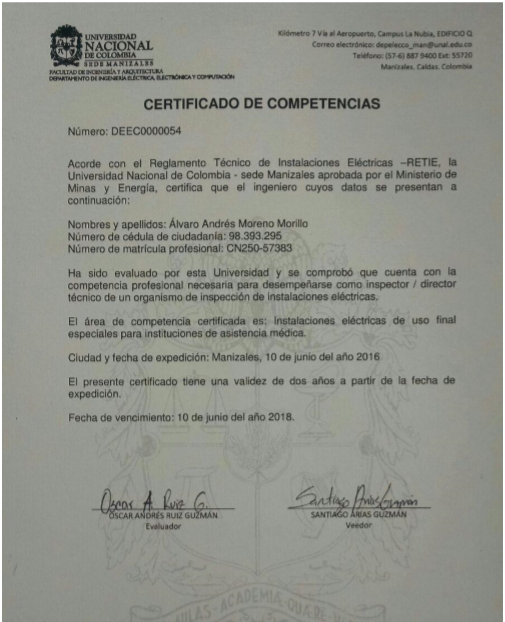 UNIVERSIDAD
NACIONAL
DE COLOMBIA
SEDE MANIZALES
FACULTAD DE INGENIERÍA Y ARQUITECTURA
DEPARTAMENTO DE INGENIERÍA ELÉCTRICA, ELECTRÓNICA Y COMPUTACIÓN
Kilómetro 7 Vía al Aeropuerto, Campus La Nubia, EDIFICIO Q
Correo electrónico: depelecco_man@unal.edu.co
Teléfono: (57-6) 887 9400 Ext: 55720
Manizales, Caldas, Colombia
CERTIFICADO DE COMPETENCIAS
Número: DEEC0000054
Acorde con el Reglamento Técnico de Instalaciones Eléctricas –RETIE, la
Universidad Nacional de Colombia - sede Manizales aprobada por el Ministerio de
Minas y Energía, certifica que el ingeniero cuyos datos se presentan a
continuación:
Nombres y apellidos: Álvaro Andrés Moreno Morillo
Número de cédula de ciudadanía: 98.393.295
Número de matrícula profesional: CN250-57383
Ha sido evaluado por esta Universidad y se comprobó que cuenta con la
competencia profesional necesaria para desempeñarse como inspector / director
técnico de un organismo de inspección de instalaciones eléctricas.
El área de competencia certificada es: Instalaciones eléctricas de uso final
especiales para instituciones de asistencia médica.
Ciudad y fecha de expedición: Manizales, 10 de junio del año 2016
El presente certificado tiene una validez de dos años a partir de la fecha de
expedición.
Fecha de vencimiento: 10 de junio del año 2018.
Oscar A. Ruiz G.
OSCAR ANDRÉS RUIZ GUZMÁN
Evaluador
Santiago Arias Guzmán
SANTIAGO ARIAS GUZMÁN
Veedor
AULAS-ACADEMIA